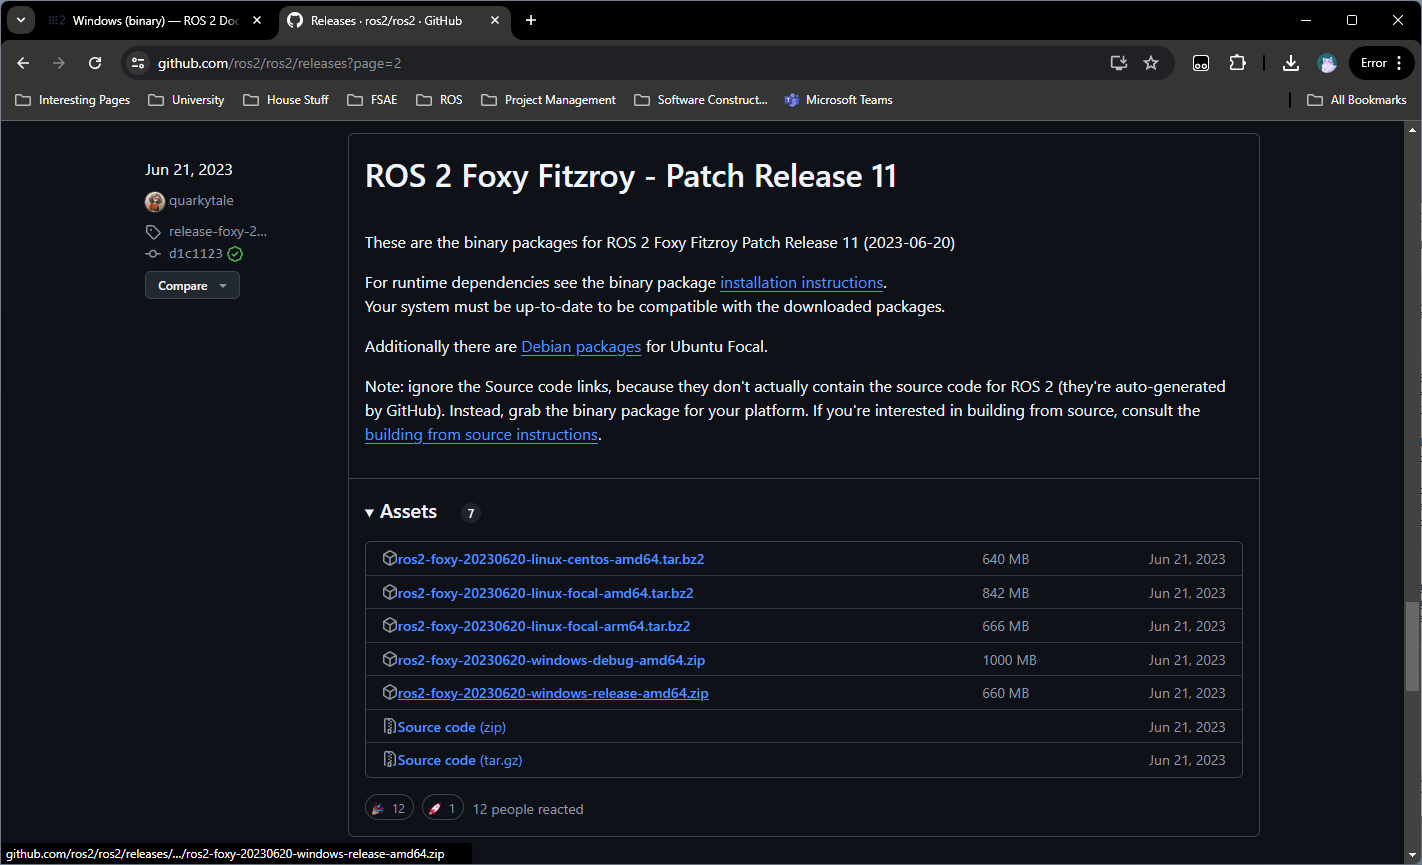 Windows (binary) — ROS 2 Doc
Releases · ros2/ros2 · GitHub
github.com/ros2/ros2/releases?page=2
Error
Interesting Pages
University
House Stuff
FSAE
ROS
Project Management
Software Construct...
Microsoft Teams
All Bookmarks
Jun 21, 2023
quarkytale
release-foxy-2...
d1c1123
Compare
ROS 2 Foxy Fitzroy - Patch Release 11
These are the binary packages for ROS 2 Foxy Fitzroy Patch Release 11 (2023-06-20)
For runtime dependencies see the binary package installation instructions.
Your system must be up-to-date to be compatible with the downloaded packages.
Additionally there are Debian packages for Ubuntu Focal.
Note: ignore the Source code links, because they don't actually contain the source code for ROS 2 (they're auto-generated
by GitHub). Instead, grab the binary package for your platform. If you're interested in building from source, consult the
building from source instructions.
Assets 7
ros2-foxy-20230620-linux-centos-amd64.tar.bz2 640 MB Jun 21, 2023
ros2-foxy-20230620-linux-focal-amd64.tar.bz2 842 MB Jun 21, 2023
ros2-foxy-20230620-linux-focal-arm64.tar.bz2 666 MB Jun 21, 2023
ros2-foxy-20230620-windows-debug-amd64.zip 1000 MB Jun 21, 2023
ros2-foxy-20230620-windows-release-amd64.zip 660 MB Jun 21, 2023
Source code (zip) Jun 21, 2023
Source code (tar.gz) Jun 21, 2023
12 1 12 people reacted
github.com/ros2/ros2/releases/.../ros2-foxy-20230620-windows-release-amd64.zip